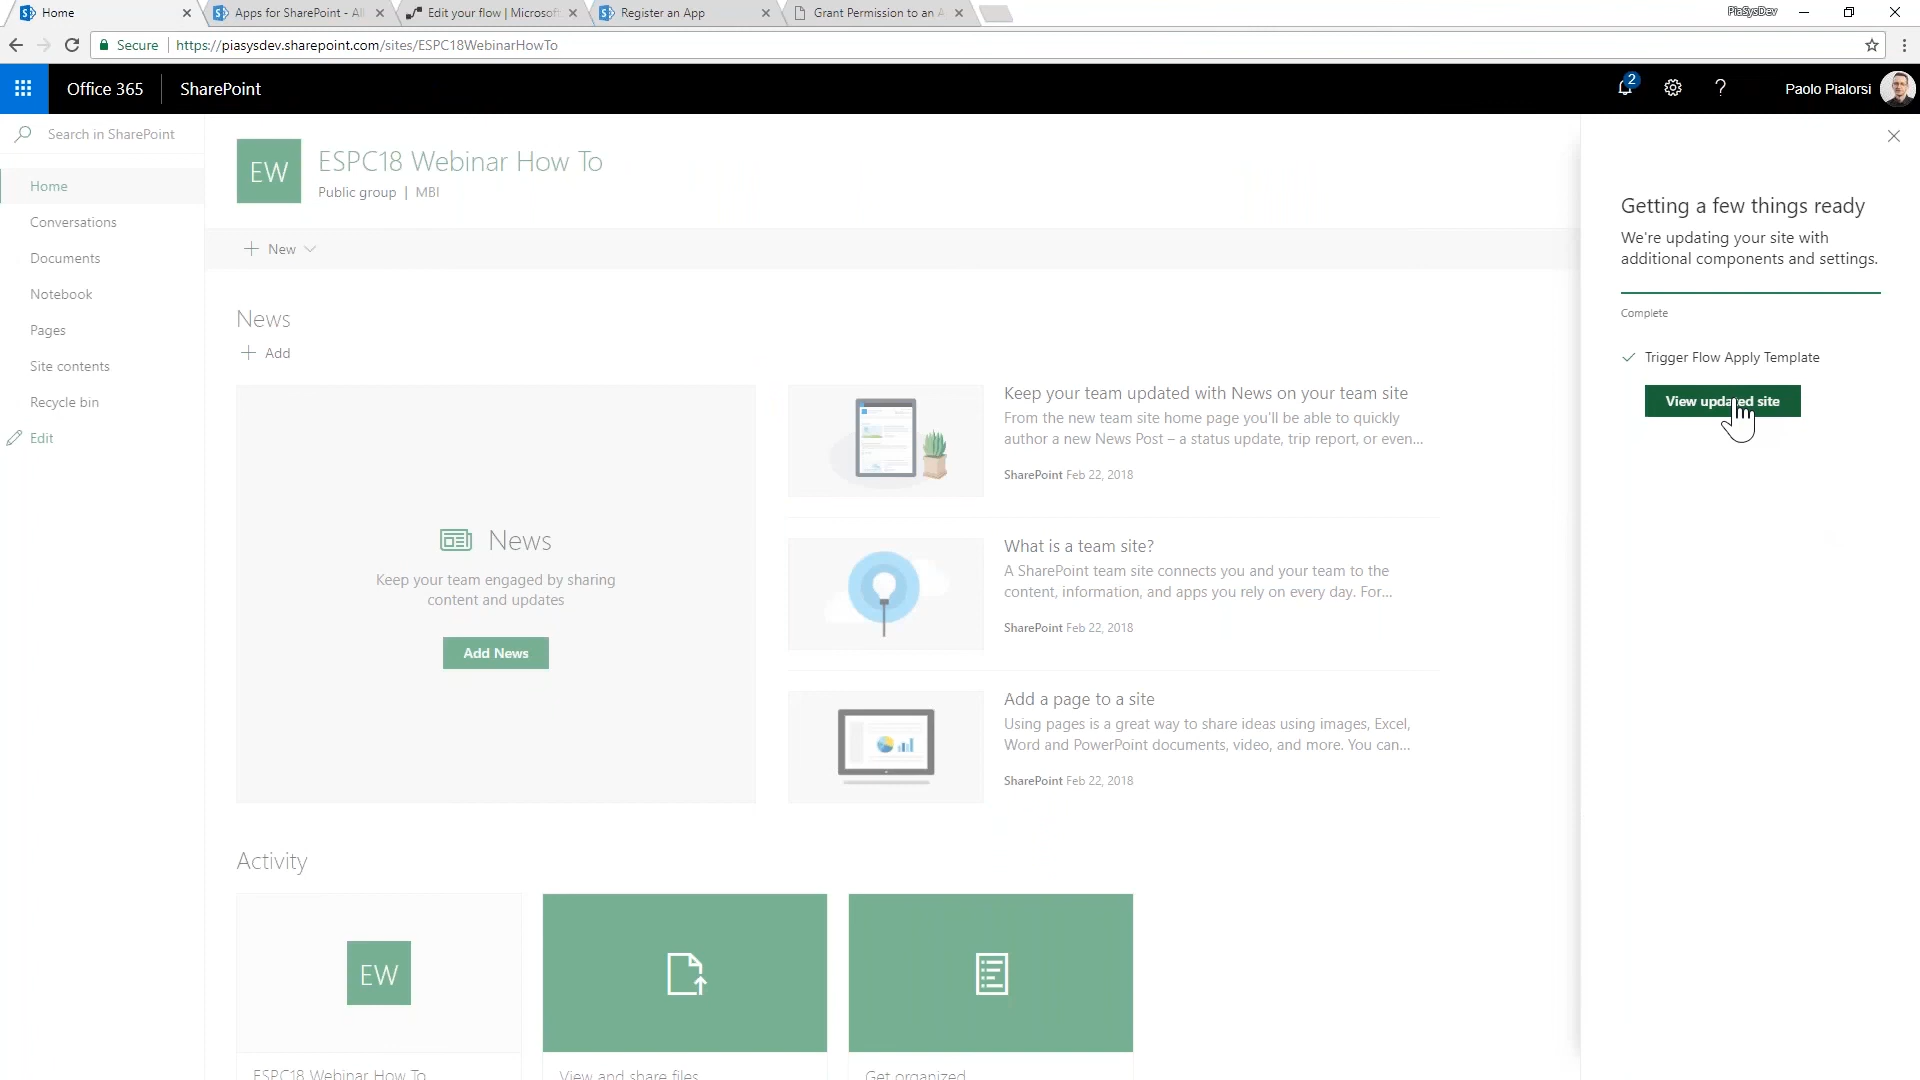 Home
Apps for SharePoint - All
Edit your flow | Microsof
Register an App
Grant Permission to an A
PiaSysDev
Secure
https://piasysdev.sharepoint.com/sites/ESPC18WebinarHowTo
Office 365
SharePoint
2
?
Paolo Pialorsi
Search in SharePoint
Home
Conversations
Documents
Notebook
Pages
Site contents
Recycle bin
Edit
EW
ESPC18 Webinar How To
Public group | MBI
New
News
Add
News
Keep your team engaged by sharing
content and updates
Add News
Keep your team updated with News on your team site
From the new team site home page you'll be able to quickly
author a new News Post – a status update, trip report, or even...
SharePoint Feb 22, 2018
What is a team site?
A SharePoint team site connects you and your team to the
content, information, and apps you rely on every day. For...
SharePoint Feb 22, 2018
Add a page to a site
Using pages is a great way to share ideas using images, Excel,
Word and PowerPoint documents, video, and more. You can...
SharePoint Feb 22, 2018
Activity
EW
ESPC18 Webinar How To
View and share files
Get organized
Getting a few things ready
We're updating your site with
additional components and settings.
Complete
Trigger Flow Apply Template
View updated site